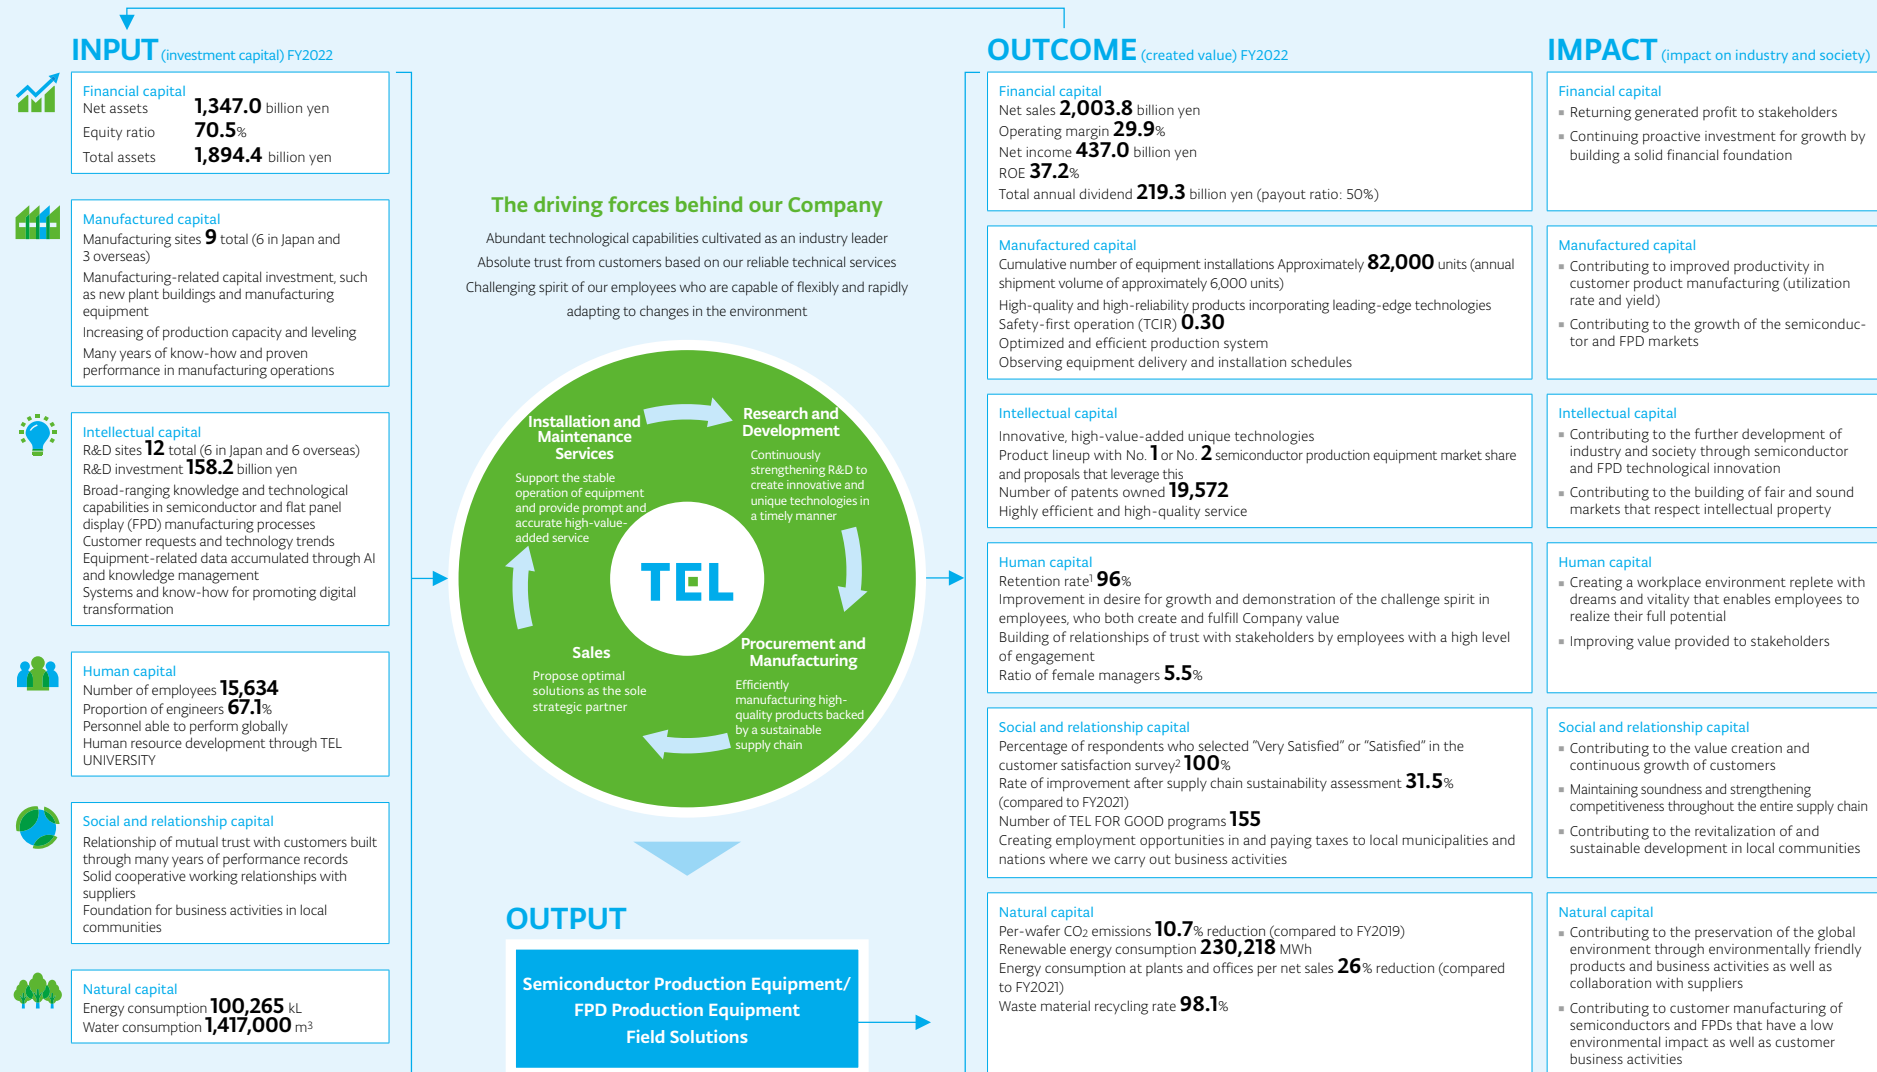 INPUT (investment capital) FY2022
Financial capital
Net assets 1,347.0 billion yen
Equity ratio 70.5%
Total assets 1,894.4 billion yen
Manufactured capital
Manufacturing sites 9 total (6 in Japan and
3 overseas)
Manufacturing-related capital investment, such
as new plant buildings and manufacturing
equipment
Increasing of production capacity and leveling
Many years of know-how and proven
performance in manufacturing operations
Intellectual capital
R&D sites 12 total (6 in Japan and 6 overseas)
R&D investment 158.2 billion yen
Broad-ranging knowledge and technological
capabilities in semiconductor and flat panel
display (FPD) manufacturing processes
Customer requests and technology trends
Equipment-related data accumulated through AI
and knowledge management
Systems and know-how for promoting digital
transformation
Human capital
Number of employees 15,634
Proportion of engineers 67.1%
Personnel able to perform globally
Human resource development through TEL
UNIVERSITY
Social and relationship capital
Relationship of mutual trust with customers built
through many years of performance records
Solid cooperative working relationships with
suppliers
Foundation for business activities in local
communities
Natural capital
Energy consumption 100,265 kL
Water consumption 1,417,000 m³
The driving forces behind our Company
Abundant technological capabilities cultivated as an industry leader
Absolute trust from customers based on our reliable technical services
Challenging spirit of our employees who are capable of flexibly and rapidly
adapting to changes in the environment
Installation and
Maintenance
Services
Support the stable
operation of equipment
and provide prompt and
accurate high-value-
added service
Research and
Development
Continuously
strengthening R&D to
create innovative and
unique technologies in
a timely manner
TEL
Sales
Propose optimal
solutions as the sole
strategic partner
Procurement and
Manufacturing
Efficiently
manufacturing high-
quality products backed
by a sustainable
supply chain
OUTPUT
Semiconductor Production Equipment/
FPD Production Equipment
Field Solutions
OUTCOME (created value) FY2022
Financial capital
Net sales 2,003.8 billion yen
Operating margin 29.9%
Net income 437.0 billion yen
ROE 37.2%
Total annual dividend 219.3 billion yen (payout ratio: 50%)
Manufactured capital
Cumulative number of equipment installations Approximately 82,000 units (annual
shipment volume of approximately 6,000 units)
High-quality and high-reliability products incorporating leading-edge technologies
Safety-first operation (TCIR) 0.30
Optimized and efficient production system
Observing equipment delivery and installation schedules
Intellectual capital
Innovative, high-value-added unique technologies
Product lineup with No. 1 or No. 2 semiconductor production equipment market share
and proposals that leverage this
Number of patents owned 19,572
Highly efficient and high-quality service
Human capital
Retention rate¹ 96%
Improvement in desire for growth and demonstration of the challenge spirit in
employees, who both create and fulfill Company value
Building of relationships of trust with stakeholders by employees with a high level
of engagement
Ratio of female managers 5.5%
Social and relationship capital
Percentage of respondents who selected "Very Satisfied" or "Satisfied" in the
customer satisfaction survey² 100%
Rate of improvement after supply chain sustainability assessment 31.5%
(compared to FY2021)
Number of TEL FOR GOOD programs 155
Creating employment opportunities in and paying taxes to local municipalities and
nations where we carry out business activities
Natural capital
Per-wafer CO₂ emissions 10.7% reduction (compared to FY2019)
Renewable energy consumption 230,218 MWh
Energy consumption at plants and offices per net sales 26% reduction (compared
to FY2021)
Waste material recycling rate 98.1%
IMPACT (impact on industry and society)
Financial capital
▪ Returning generated profit to stakeholders
▪ Continuing proactive investment for growth by
building a solid financial foundation
Manufactured capital
▪ Contributing to improved productivity in
customer product manufacturing (utilization
rate and yield)
▪ Contributing to the growth of the semiconduc-
tor and FPD markets
Intellectual capital
▪ Contributing to the further development of
industry and society through semiconductor
and FPD technological innovation
▪ Contributing to the building of fair and sound
markets that respect intellectual property
Human capital
▪ Creating a workplace environment replete with
dreams and vitality that enables employees to
realize their full potential
▪ Improving value provided to stakeholders
Social and relationship capital
▪ Contributing to the value creation and
continuous growth of customers
▪ Maintaining soundness and strengthening
competitiveness throughout the entire supply chain
▪ Contributing to the revitalization of and
sustainable development in local communities
Natural capital
▪ Contributing to the preservation of the global
environment through environmentally friendly
products and business activities as well as
collaboration with suppliers
▪ Contributing to customer manufacturing of
semiconductors and FPDs that have a low
environmental impact as well as customer
business activities